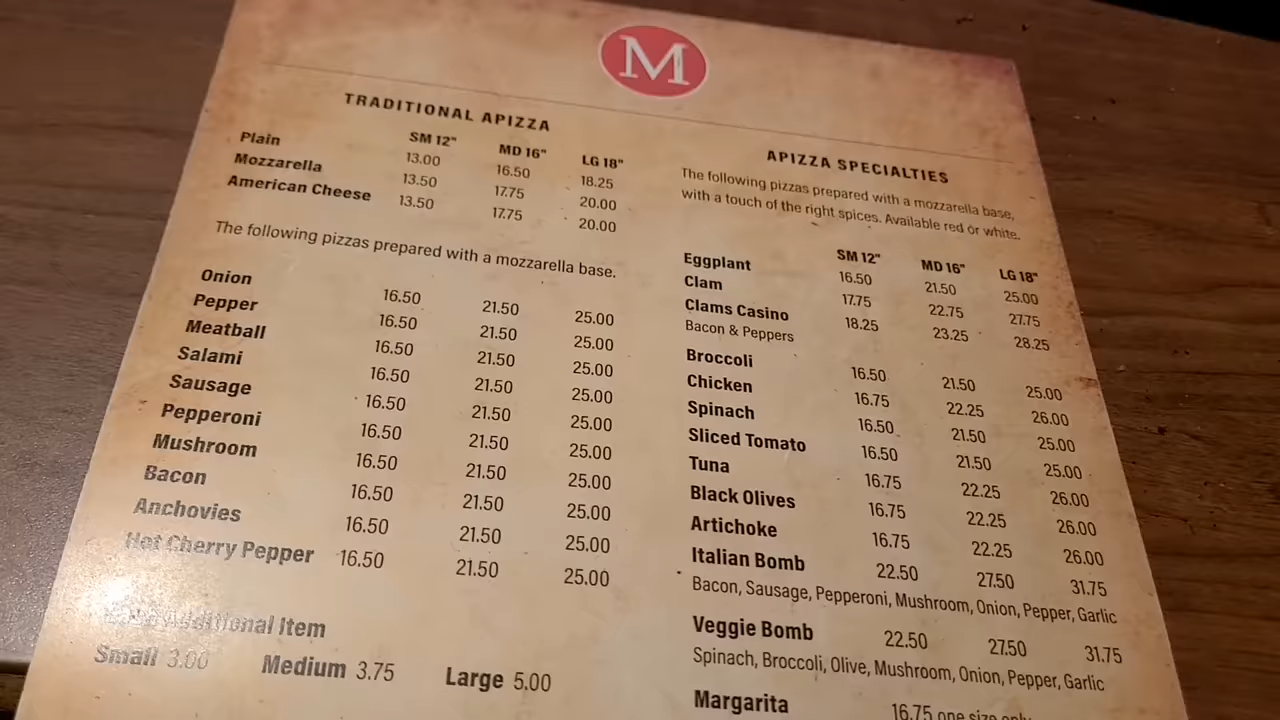 M
TRADITIONAL APIZZA
SM 12" MD 16" LG 18"
Plain 13.00 16.50 18.25
Mozzarella 13.50 17.75 20.00
American Cheese 13.50 17.75 20.00
The following pizzas prepared with a mozzarella base.
Onion 16.50 21.50 25.00
Pepper 16.50 21.50 25.00
Meatball 16.50 21.50 25.00
Salami 16.50 21.50 25.00
Sausage 16.50 21.50 25.00
Pepperoni 16.50 21.50 25.00
Mushroom 16.50 21.50 25.00
Bacon 16.50 21.50 25.00
Anchovies 16.50 21.50 25.00
Hot Cherry Pepper 16.50 21.50 25.00
Additional Item
Small 3.00 Medium 3.75 Large 5.00
APIZZA SPECIALTIES
The following pizzas prepared with a mozzarella base,
with a touch of the right spices. Available red or white.
SM 12" MD 16" LG 18"
Eggplant 16.50 21.50 25.00
Clam 17.75 22.75 27.75
Clams Casino 18.25 23.25 28.25
Bacon & Peppers
Broccoli 16.50 21.50 25.00
Chicken 16.75 22.25 26.00
Spinach 16.50 21.50 25.00
Sliced Tomato 16.50 21.50 25.00
Tuna 16.75 22.25 26.00
Black Olives 16.75 22.25 26.00
Artichoke 16.75 22.25 26.00
Italian Bomb 22.50 27.50 31.75
Bacon, Sausage, Pepperoni, Mushroom, Onion, Pepper, Garlic
Veggie Bomb 22.50 27.50 31.75
Spinach, Broccoli, Olive, Mushroom, Onion, Pepper, Garlic
Margarita 16.75 one size only